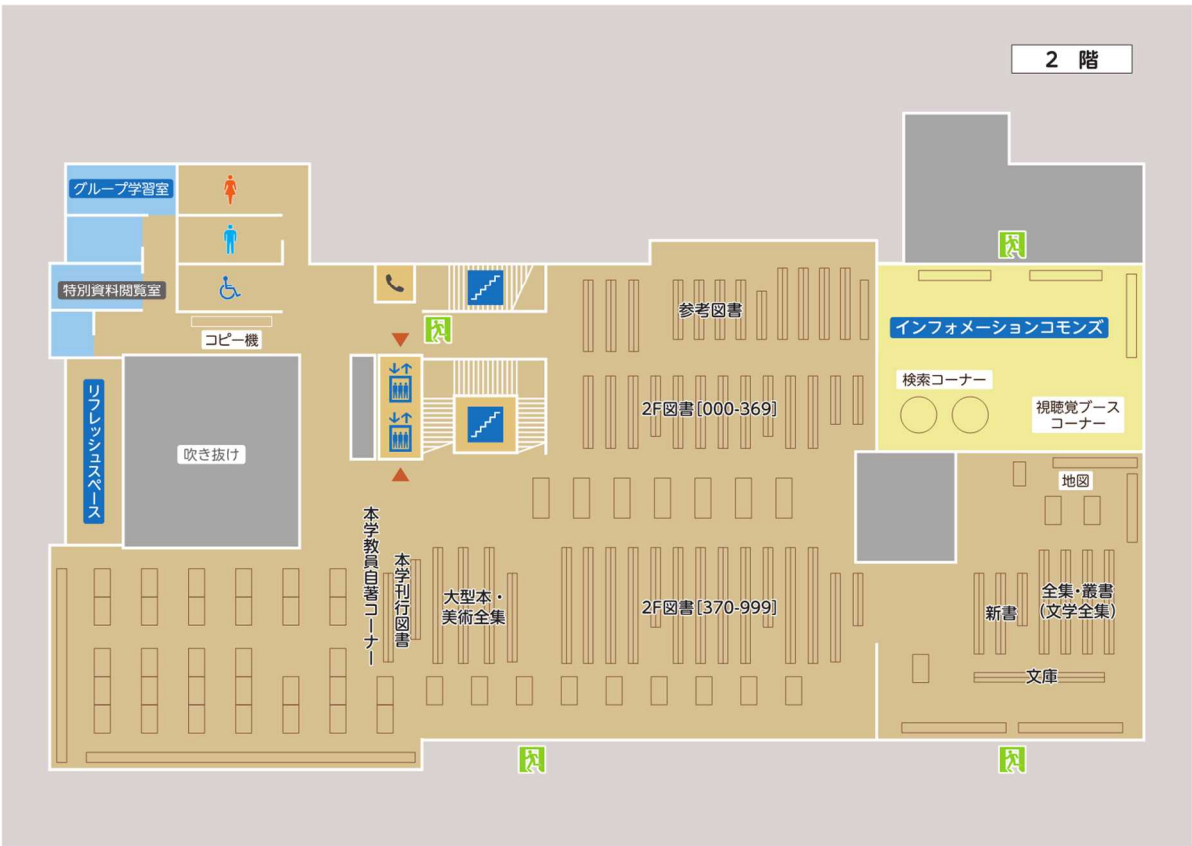 2 階
グループ学習室
特別資料閲覧室
コピー機
リフレッシュスペース
吹き抜け
参考図書
2F図書[000-369]
インフォメーションコモンズ
検索コーナー
視聴覚ブース
コーナー
地図
本学教員自著コーナー
本学刊行図書
大型本・
美術全集
2F図書[370-999]
新書
全集・叢書
(文学全集)
文庫